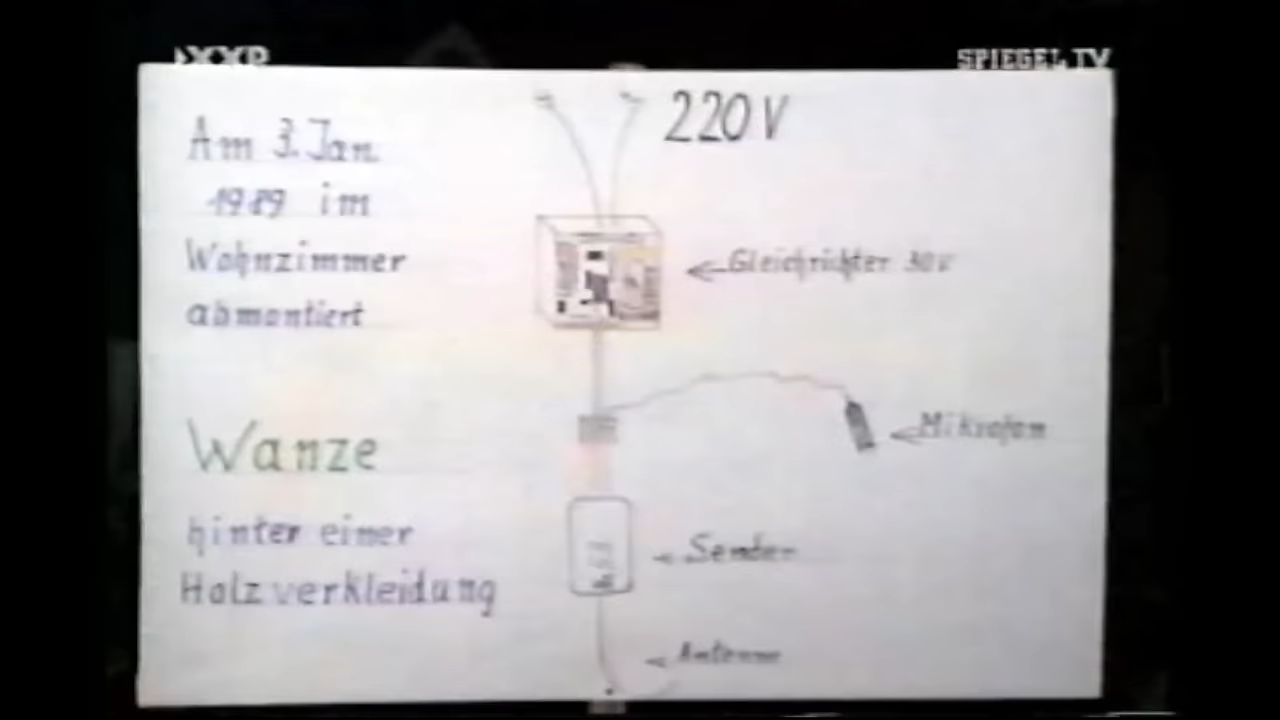 XXP
SPIEGEL TV
Am 3. Jan.
1989 im
Wohnzimmer
abmontiert
Wanze
hinter einer
Holzverkleidung
220 V
Gleichrichter 30V
Mikrofon
Sender
Antenne